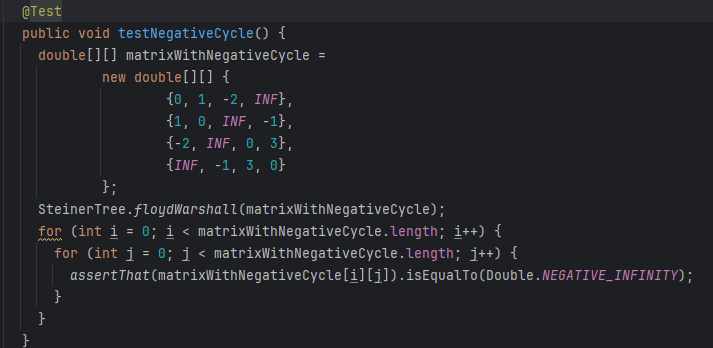 @Test
public void testNegativeCycle() {
  double[][] matrixWithNegativeCycle =
          new double[][] {
                  {0, 1, -2, INF},
                  {1, 0, INF, -1},
                  {-2, INF, 0, 3},
                  {INF, -1, 3, 0}
          };
  SteinerTree.floydWarshall(matrixWithNegativeCycle);
  for (int i = 0; i < matrixWithNegativeCycle.length; i++) {
    for (int j = 0; j < matrixWithNegativeCycle.length; j++) {
      assertThat(matrixWithNegativeCycle[i][j]).isEqualTo(Double.NEGATIVE_INFINITY);
    }
  }
}